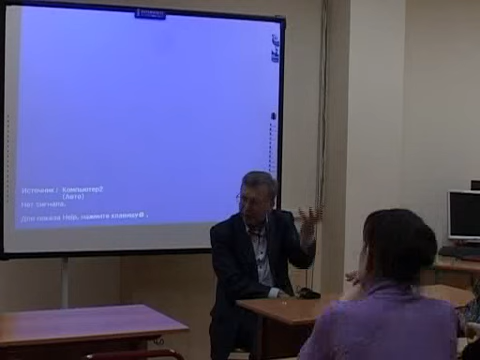 Источник : Компьютер2
(Авто)
Нет сигнала.
Для показа Help, нажмите клавишу